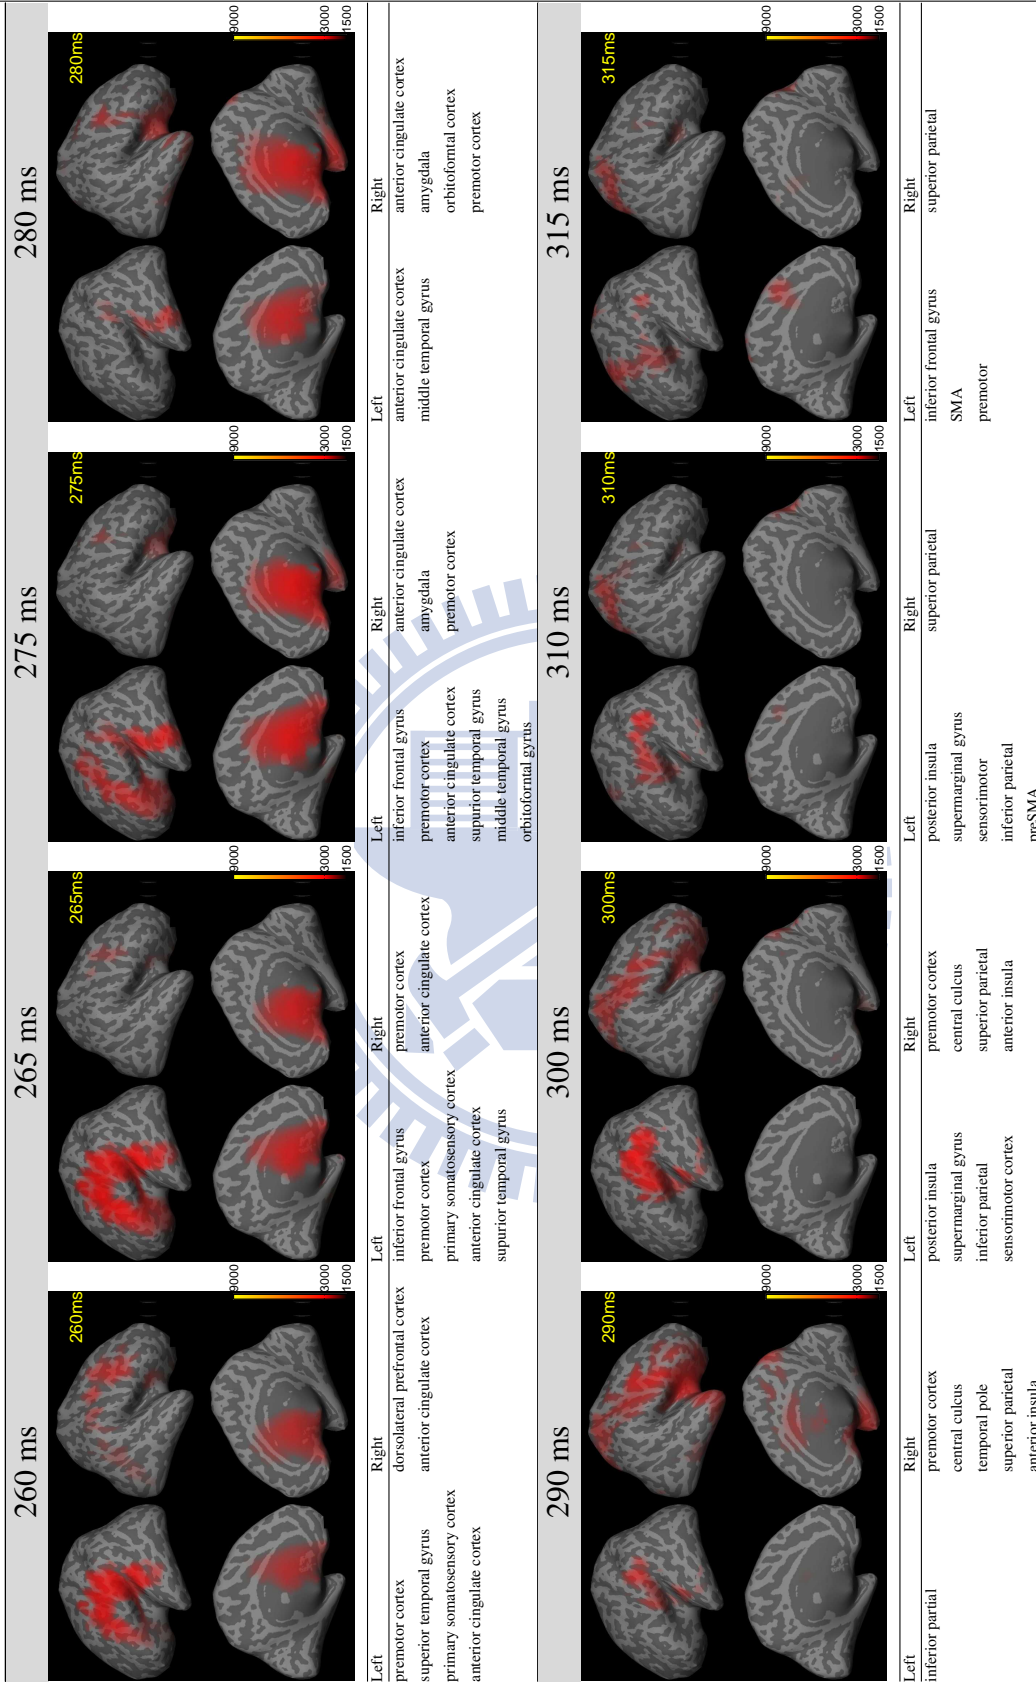 260 ms
260ms
9000
3000
1500
Left
premotor cortex
superior temporal gyrus
primary somatosensory cortex
anterior cingulate cortex
Right
dorsolateral prefrontal cortex
anterior cingulate cortex
265 ms
265ms
9000
3000
1500
Left
inferior frontal gyrus
premotor cortex
primary somatosensory cortex
anterior cingulate cortex
supurior temporal gyrus
Right
premotor cortex
anterior cingulate cortex
275 ms
275ms
9000
3000
1500
Left
inferior frontal gyrus
premotor cortex
anterior cingulate cortex
supurior temporal gyrus
middle temporal gyrus
orbitoforntal gyrus
Right
anterior cingulate cortex
amygdala
premotor cortex
280 ms
280ms
9000
3000
1500
Left
anterior cingulate cortex
middle temporal gyrus
Right
anterior cingulate cortex
amygdala
orbitoforntal cortex
premotor cortex
290 ms
290ms
9000
3000
1500
Left
inferior partial
Right
premotor cortex
central culcus
temporal pole
superior parietal
anterior insula
300 ms
300ms
9000
3000
1500
Left
posterior insula
supermarginal gyrus
inferior parietal
sensorimotor cortex
Right
premotor cortex
central culcus
superior parietal
anterior insula
310 ms
310ms
9000
3000
1500
Left
posterior insula
supermarginal gyrus
sensorimotor
inferior parietal
preSMA
Right
superior parietal
315 ms
315ms
9000
3000
1500
Left
inferior frontal gyrus
SMA
premotor
Right
superior parietal